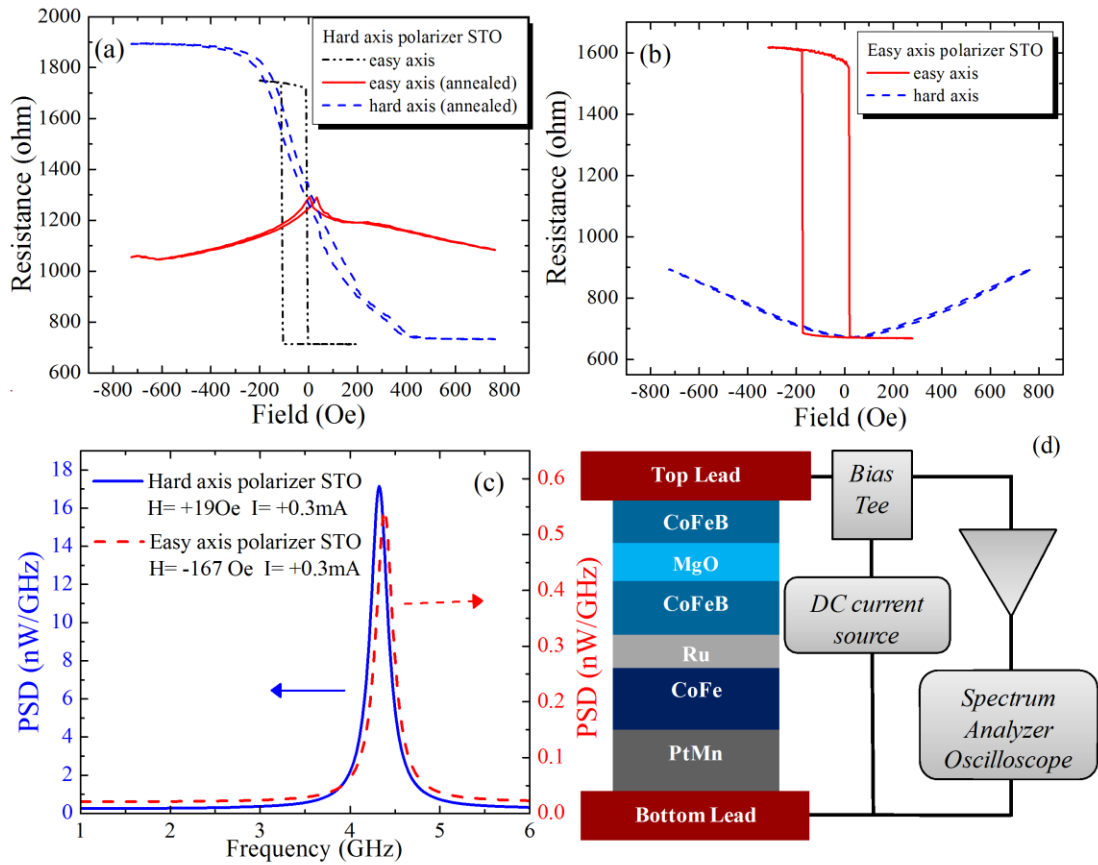 (a)
Hard axis polarizer STO
easy axis
easy axis (annealed)
hard axis (annealed)
Resistance (ohm)
2000
1800
1600
1400
1200
1000
800
600
-800 -600 -400 -200 0 200 400 600 800
Field (Oe)
(b)
Easy axis polarizer STO
easy axis
hard axis
Resistance (ohm)
1600
1400
1200
1000
800
600
-800 -400 -200 0 200 400 600 800
Field (Oe)
(c)
Hard axis polarizer STO
H= +19Oe I= +0.3mA
Easy axis polarizer STO
H= -167 Oe I= +0.3mA
PSD (nW/GHz)
18
17
16
14
12
10
8
6
4
2
1
0
1 2 3 4 5 6
Frequency (GHz)
0.6
0.5
0.4
0.3
0.2
0.1
0.0
PSD (nW/GHz)
(d)
Top Lead
CoFeB
MgO
CoFeB
Ru
CoFe
PtMn
Bottom Lead
Bias
Tee
DC current
source
Spectrum
Analyzer
Oscilloscope